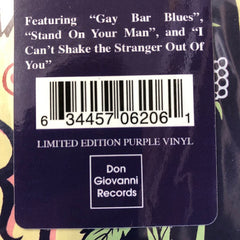 Featuring “Gay Bar Blues”,
“Stand On Your Man”, and “I
Can’t Shake the Stranger Out Of
You”
6 34457 06206 1
LIMITED EDITION PURPLE VINYL
Don
Giovanni
Records